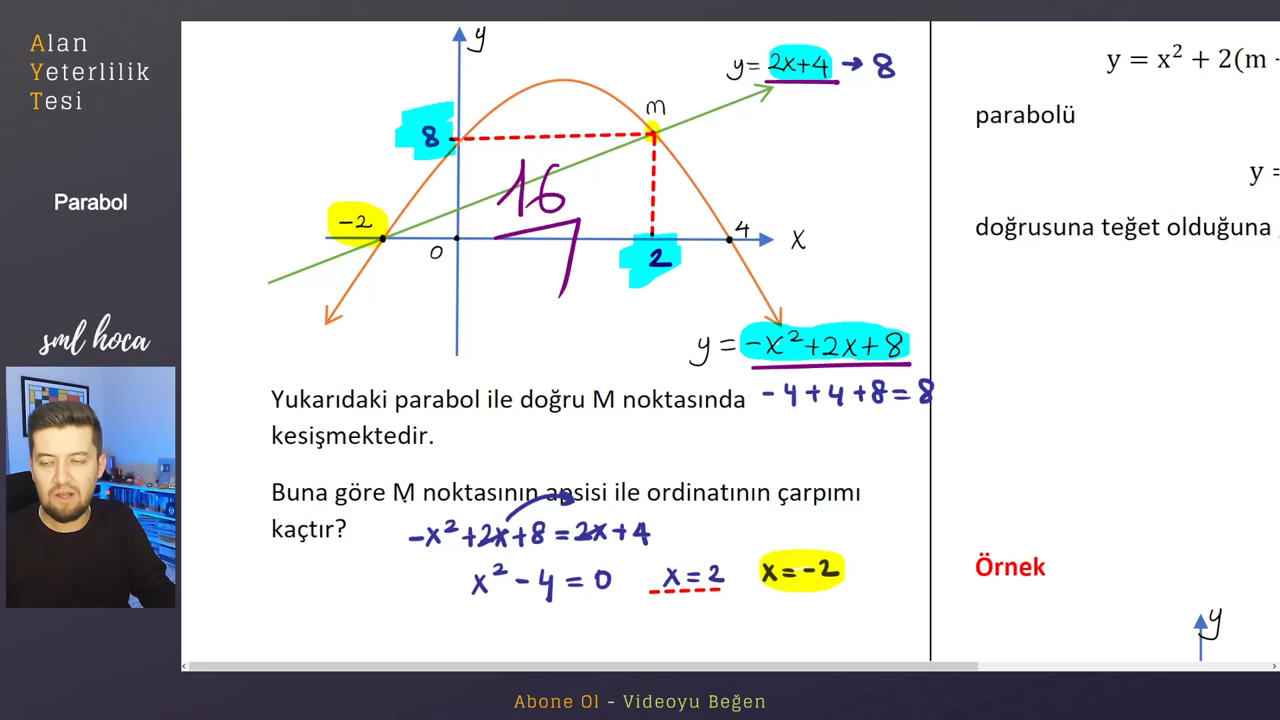 Alan
Yeterlilik
Tesi
Parabol
sml hoca
y
y = 2x+4 → 8
M
8
16
-2
0
2
4
x
y = -x²+2x+8
-4+4+8=8
Yukarıdaki parabol ile doğru M noktasında
kesişmektedir.
Buna göre M noktasının apsisi ile ordinatının çarpımı
kaçtır?
-x²+2x+8=2x+4
x²-4=0 x=2 x=-2
y = x² + 2(m -
parabolü
y =
doğrusuna teğet olduğuna
Örnek
y
Abone Ol - Videoyu Beğen